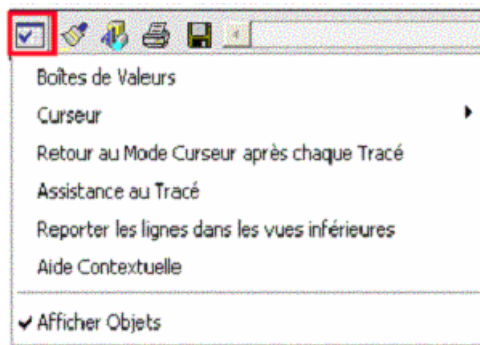 Boîtes de Valeurs
Curseur
Retour au Mode Curseur après chaque Tracé
Assistance au Tracé
Reporter les lignes dans les vues inférieures
Aide Contextuelle
Afficher Objets